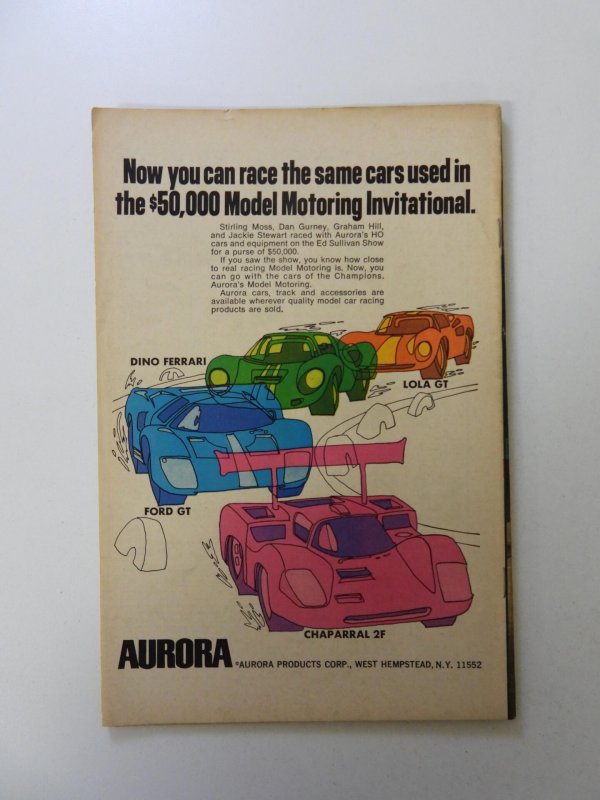 Now you can race the same cars used in
the $50,000 Model Motoring Invitational.
Stirling Moss, Dan Gurney, Graham Hill,
and Jackie Stewart raced with Aurora's HO
cars and equipment on the Ed Sullivan Show
for a purse of $50,000.
If you saw the show, you know how close
to real racing Model Motoring is. Now, you
can go with the cars of the Champions,
Aurora's Model Motoring.
Aurora cars, track and accessories are
available wherever quality model car racing
products are sold.
DINO FERRARI
LOLA GT
FORD GT
CHAPARRAL 2F
AURORA ©AURORA PRODUCTS CORP., WEST HEMPSTEAD, N.Y. 11552